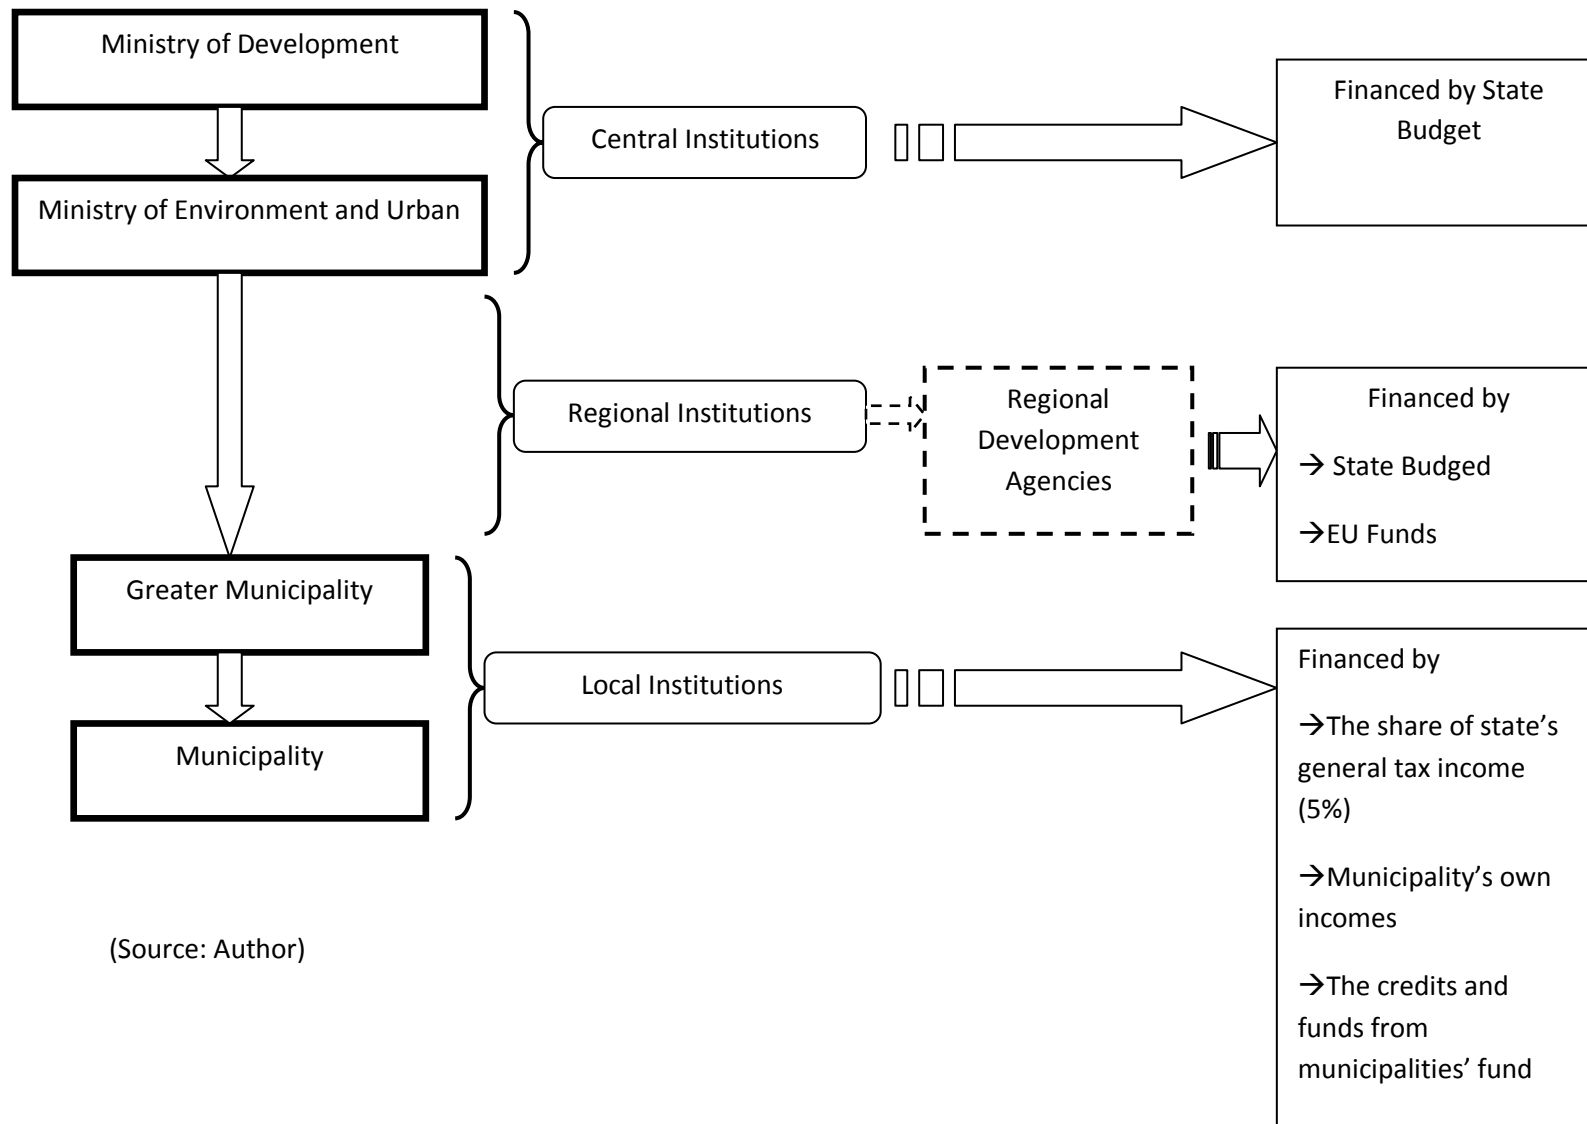 Ministry of Development
Ministry of Environment and Urban
Central Institutions
Financed by State
Budget
Regional Institutions
Regional
Development
Agencies
Financed by
→ State Budged
→EU Funds
Greater Municipality
Municipality
Local Institutions
Financed by
→The share of state’s
general tax income
(5%)
→Municipality’s own
incomes
→The credits and
funds from
municipalities’ fund
(Source: Author)